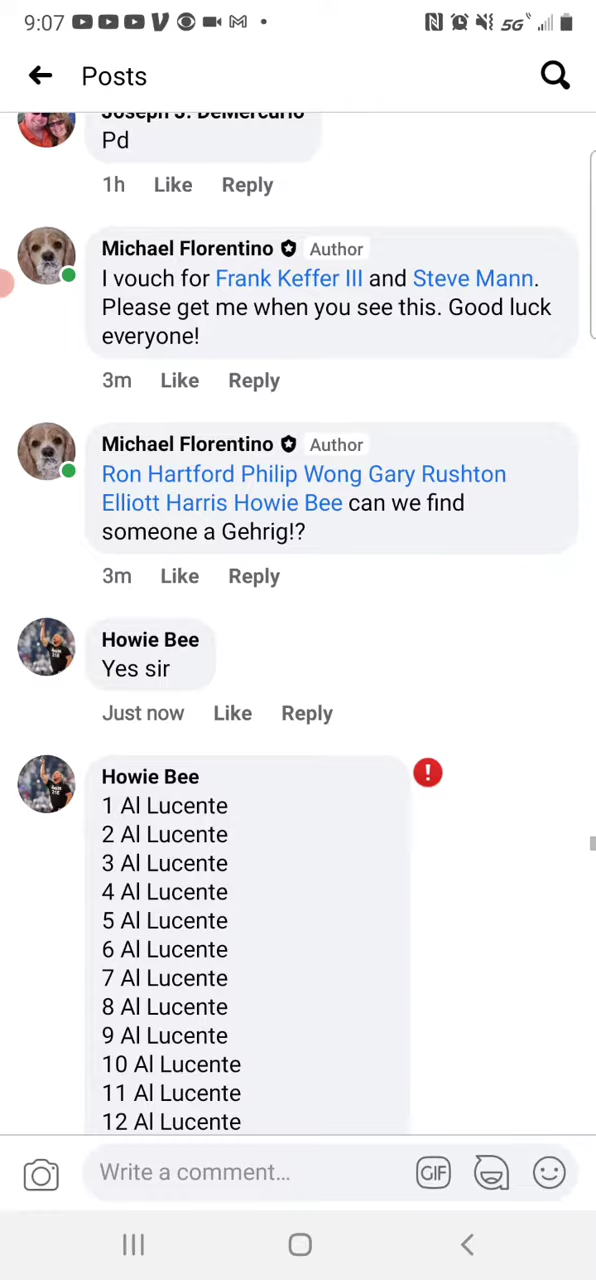 9:07 5G
Posts
Joseph J. DeMercurio
Pd
1h Like Reply
Michael Florentino Author
I vouch for Frank Keffer III and Steve Mann.
Please get me when you see this. Good luck
everyone!
3m Like Reply
Michael Florentino Author
Ron Hartford Philip Wong Gary Rushton
Elliott Harris Howie Bee can we find
someone a Gehrig!?
3m Like Reply
Howie Bee
Yes sir
Just now Like Reply
Howie Bee
1 Al Lucente
2 Al Lucente
3 Al Lucente
4 Al Lucente
5 Al Lucente
6 Al Lucente
7 Al Lucente
8 Al Lucente
9 Al Lucente
10 Al Lucente
11 Al Lucente
12 Al Lucente
Write a comment...
GIF